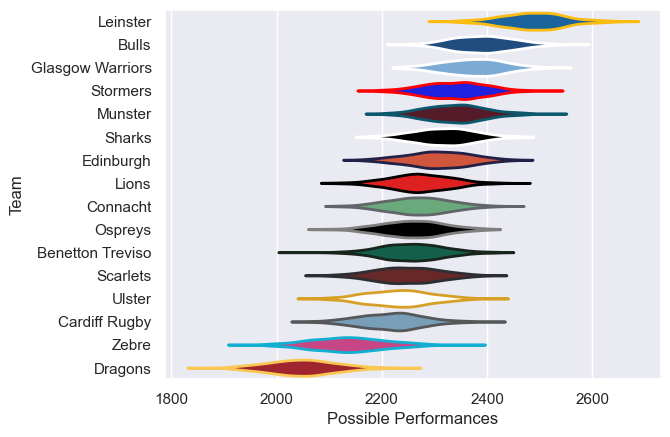 Leinster
Bulls
Glasgow Warriors
Stormers
Munster
Sharks
Edinburgh
Lions
Connacht
Ospreys
Benetton Treviso
Scarlets
Ulster
Cardiff Rugby
Zebre
Dragons
Team
1800 2000 2200 2400 2600
Possible Performances